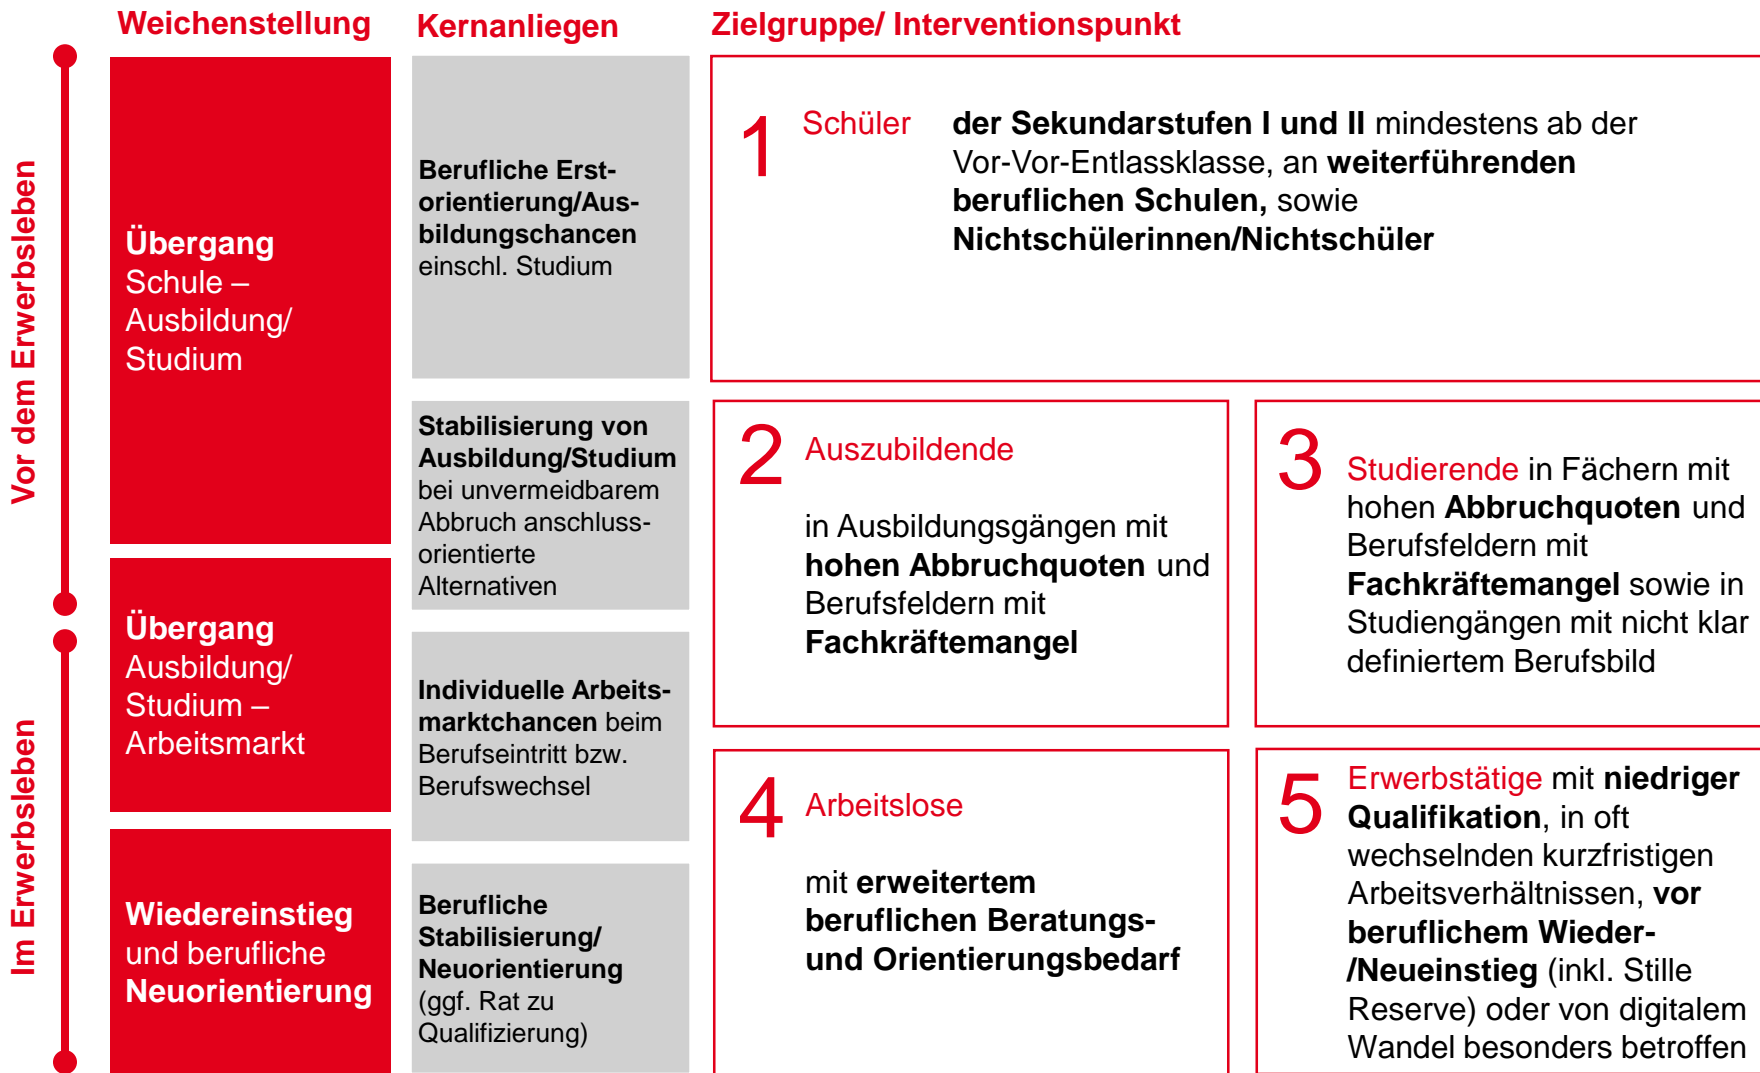 Weichenstellung
Kernanliegen
Zielgruppe/ Interventionspunkt
Vor dem Erwerbsleben
Im Erwerbsleben
Übergang
Schule –
Ausbildung/
Studium
Übergang
Ausbildung/
Studium –
Arbeitsmarkt
Wiedereinstieg
und berufliche
Neuorientierung
Berufliche Erst-
orientierung/Aus-
bildungschancen
einschl. Studium
Stabilisierung von
Ausbildung/Studium
bei unvermeidbarem
Abbruch anschluss-
orientierte
Alternativen
Individuelle Arbeits-
marktchancen beim
Berufseintritt bzw.
Berufswechsel
Berufliche
Stabilisierung/
Neuorientierung
(ggf. Rat zu
Qualifizierung)
1 Schüler der Sekundarstufen I und II mindestens ab der
Vor-Vor-Entlassklasse, an weiterführenden
beruflichen Schulen, sowie
Nichtschülerinnen/Nichtschüler
2 Auszubildende
in Ausbildungsgängen mit
hohen Abbruchquoten und
Berufsfeldern mit
Fachkräftemangel
3 Studierende in Fächern mit
hohen Abbruchquoten und
Berufsfeldern mit
Fachkräftemangel sowie in
Studiengängen mit nicht klar
definiertem Berufsbild
4 Arbeitslose
mit erweitertem
beruflichen Beratungs-
und Orientierungsbedarf
5 Erwerbstätige mit niedriger
Qualifikation, in oft
wechselnden kurzfristigen
Arbeitsverhältnissen, vor
beruflichem Wieder-
/Neueinstieg (inkl. Stille
Reserve) oder von digitalem
Wandel besonders betroffen